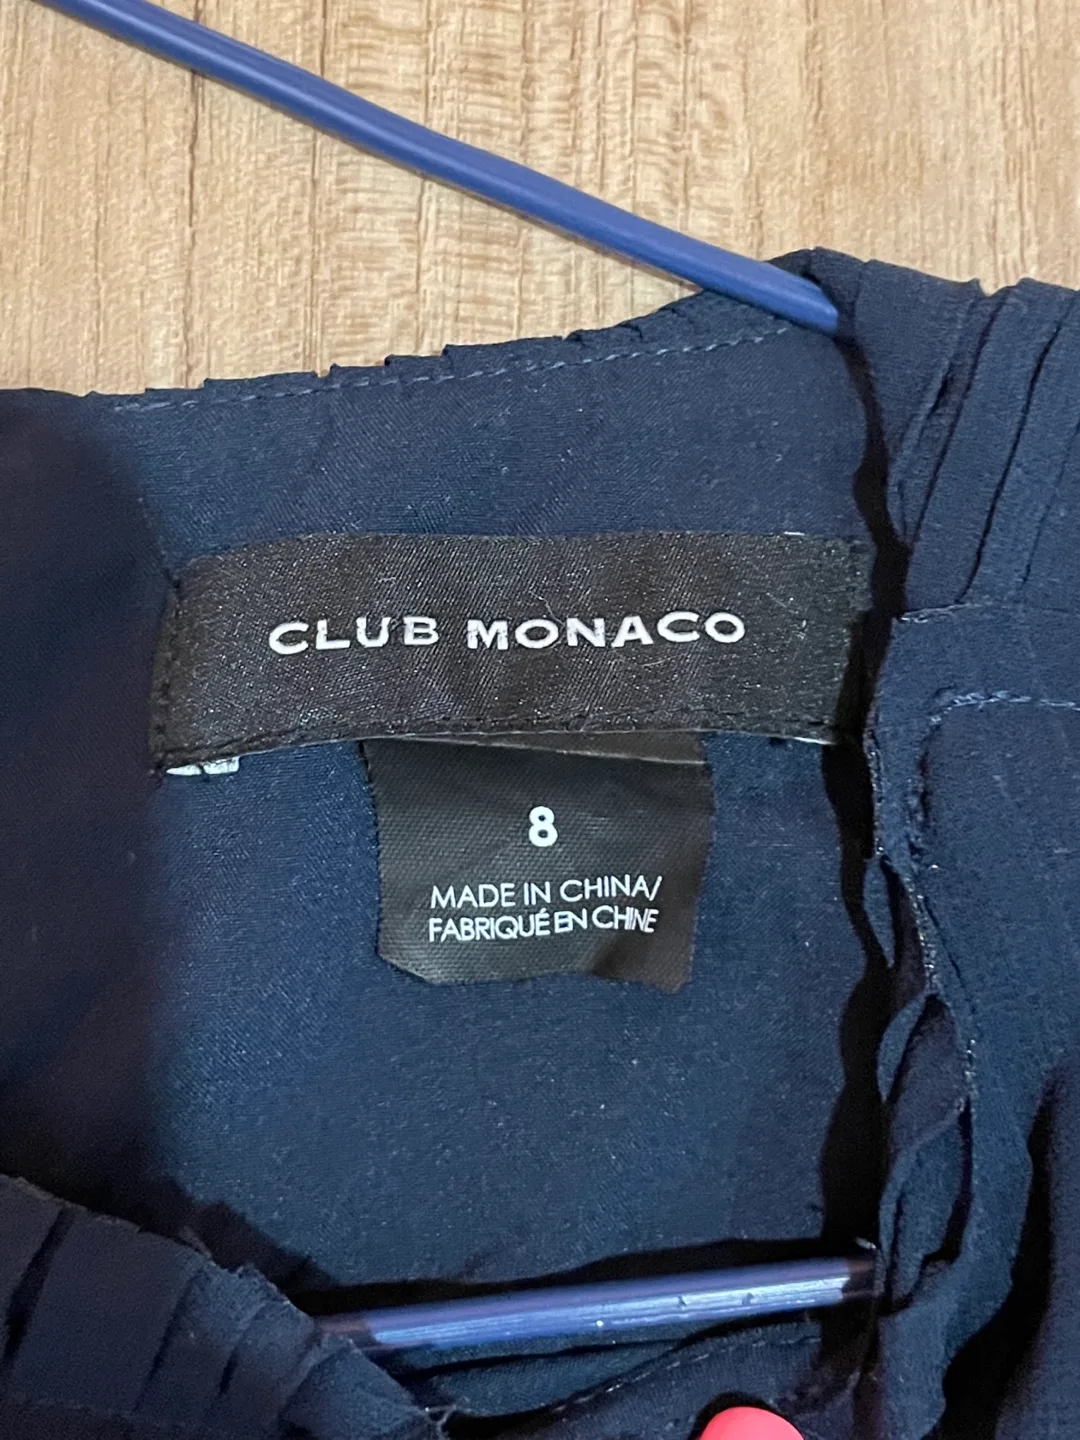 CLUB MONACO
8
MADE IN CHINA/
FABRIQUÉ EN CHINE